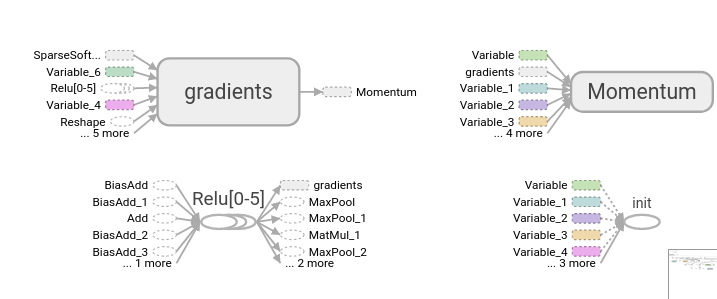 SparseSoft...
Variable_6
Relu[0-5]
Variable_4
Reshape
... 5 more
gradients
Momentum
Variable
gradients
Variable_1
Variable_2
Variable_3
... 4 more
Momentum
BiasAdd
BiasAdd_1
Add
BiasAdd_2
BiasAdd_3
... 1 more
Relu[0-5]
gradients
MaxPool
MaxPool_1
MatMul_1
MaxPool_2
... 2 more
Variable
Variable_1
Variable_2
Variable_3
Variable_4
... 3 more
init